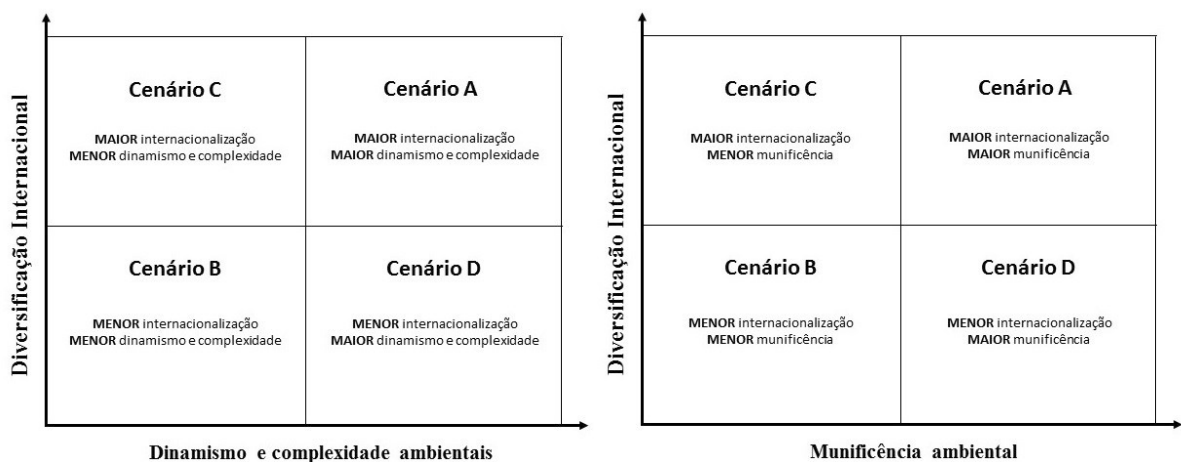 Diversificação Internacional
Cenário C
MAIOR internacionalização
MENOR dinamismo e complexidade
Cenário A
MAIOR internacionalização
MAIOR dinamismo e complexidade
Cenário B
MENOR internacionalização
MENOR dinamismo e complexidade
Cenário D
MENOR internacionalização
MAIOR dinamismo e complexidade
Dinamismo e complexidade ambientais
Diversificação Internacional
Cenário C
MAIOR internacionalização
MENOR munificência
Cenário A
MAIOR internacionalização
MAIOR munificência
Cenário B
MENOR internacionalização
MENOR munificência
Cenário D
MENOR internacionalização
MAIOR munificência
Munificência ambiental